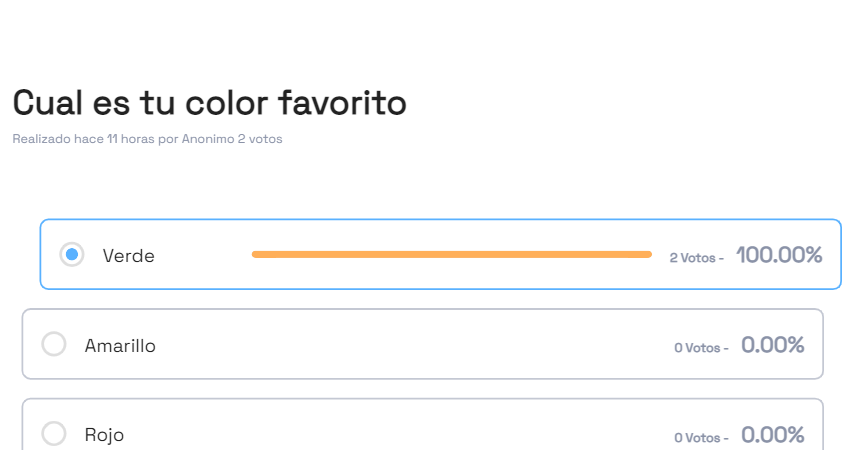 Cual es tu color favorito
Realizado hace 11 horas por Anonimo 2 votos
Verde 2 Votos - 100.00%
Amarillo 0 Votos - 0.00%
Rojo 0 Votos - 0.00%